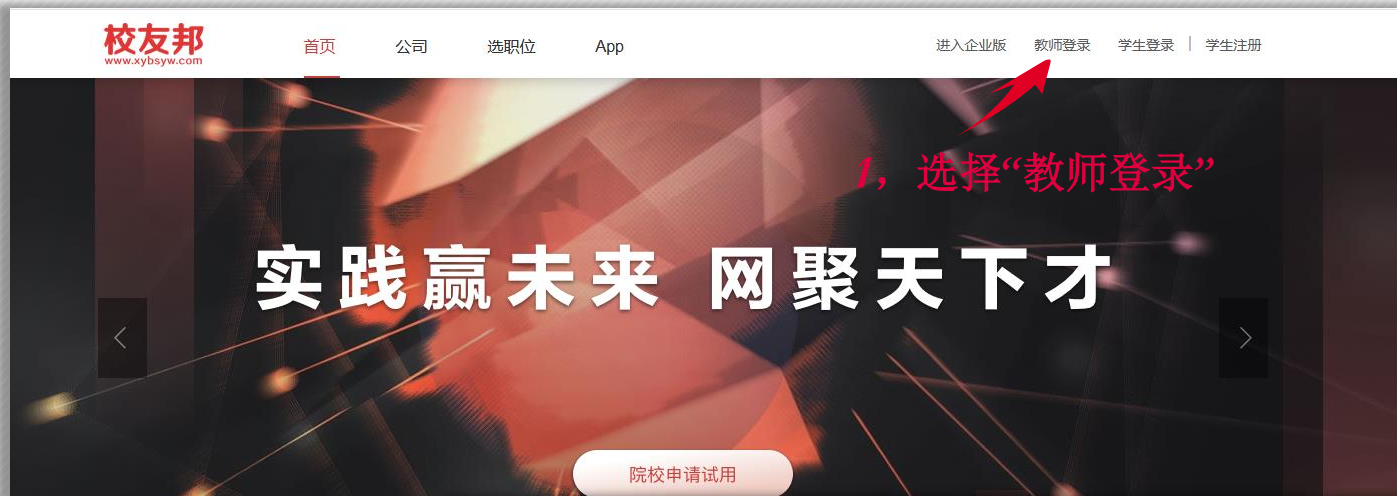 校友邦
www.xybsyw.com
首页 公司 选职位 App 进入企业版 教师登录 学生登录 | 学生注册
1，选择“教师登录”
实践赢未来 网聚天下才
院校申请试用